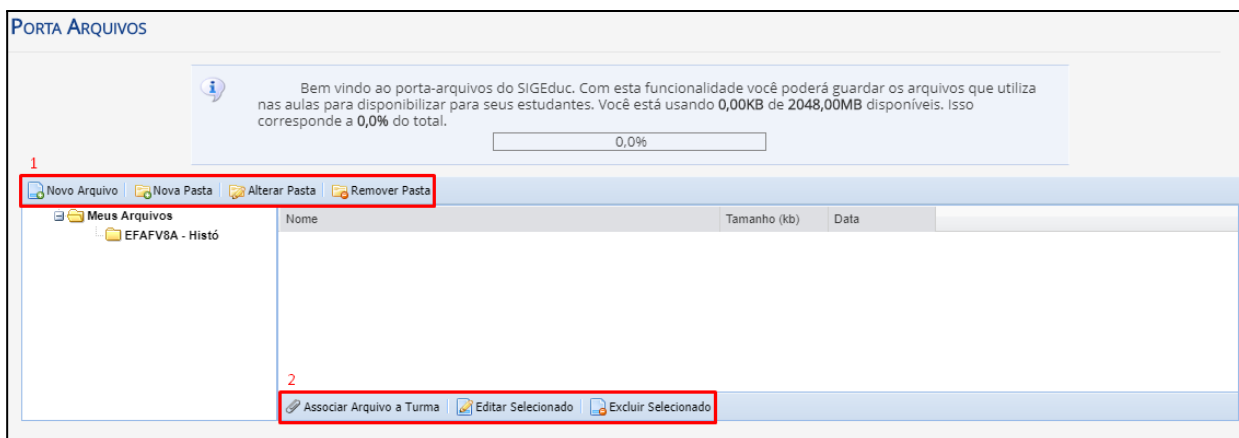 PORTA ARQUIVOS
Bem vindo ao porta-arquivos do SIGEduc. Com esta funcionalidade você poderá guardar os arquivos que utiliza
nas aulas para disponibilizar para seus estudantes. Você está usando 0,00KB de 2048,00MB disponíveis. Isso
corresponde a 0,0% do total.
0,0%
1
Novo Arquivo Nova Pasta Alterar Pasta Remover Pasta
Meus Arquivos
EFAFV8A - Histó
Nome Tamanho (kb) Data
2
Associar Arquivo a Turma Editar Selecionado Excluir Selecionado